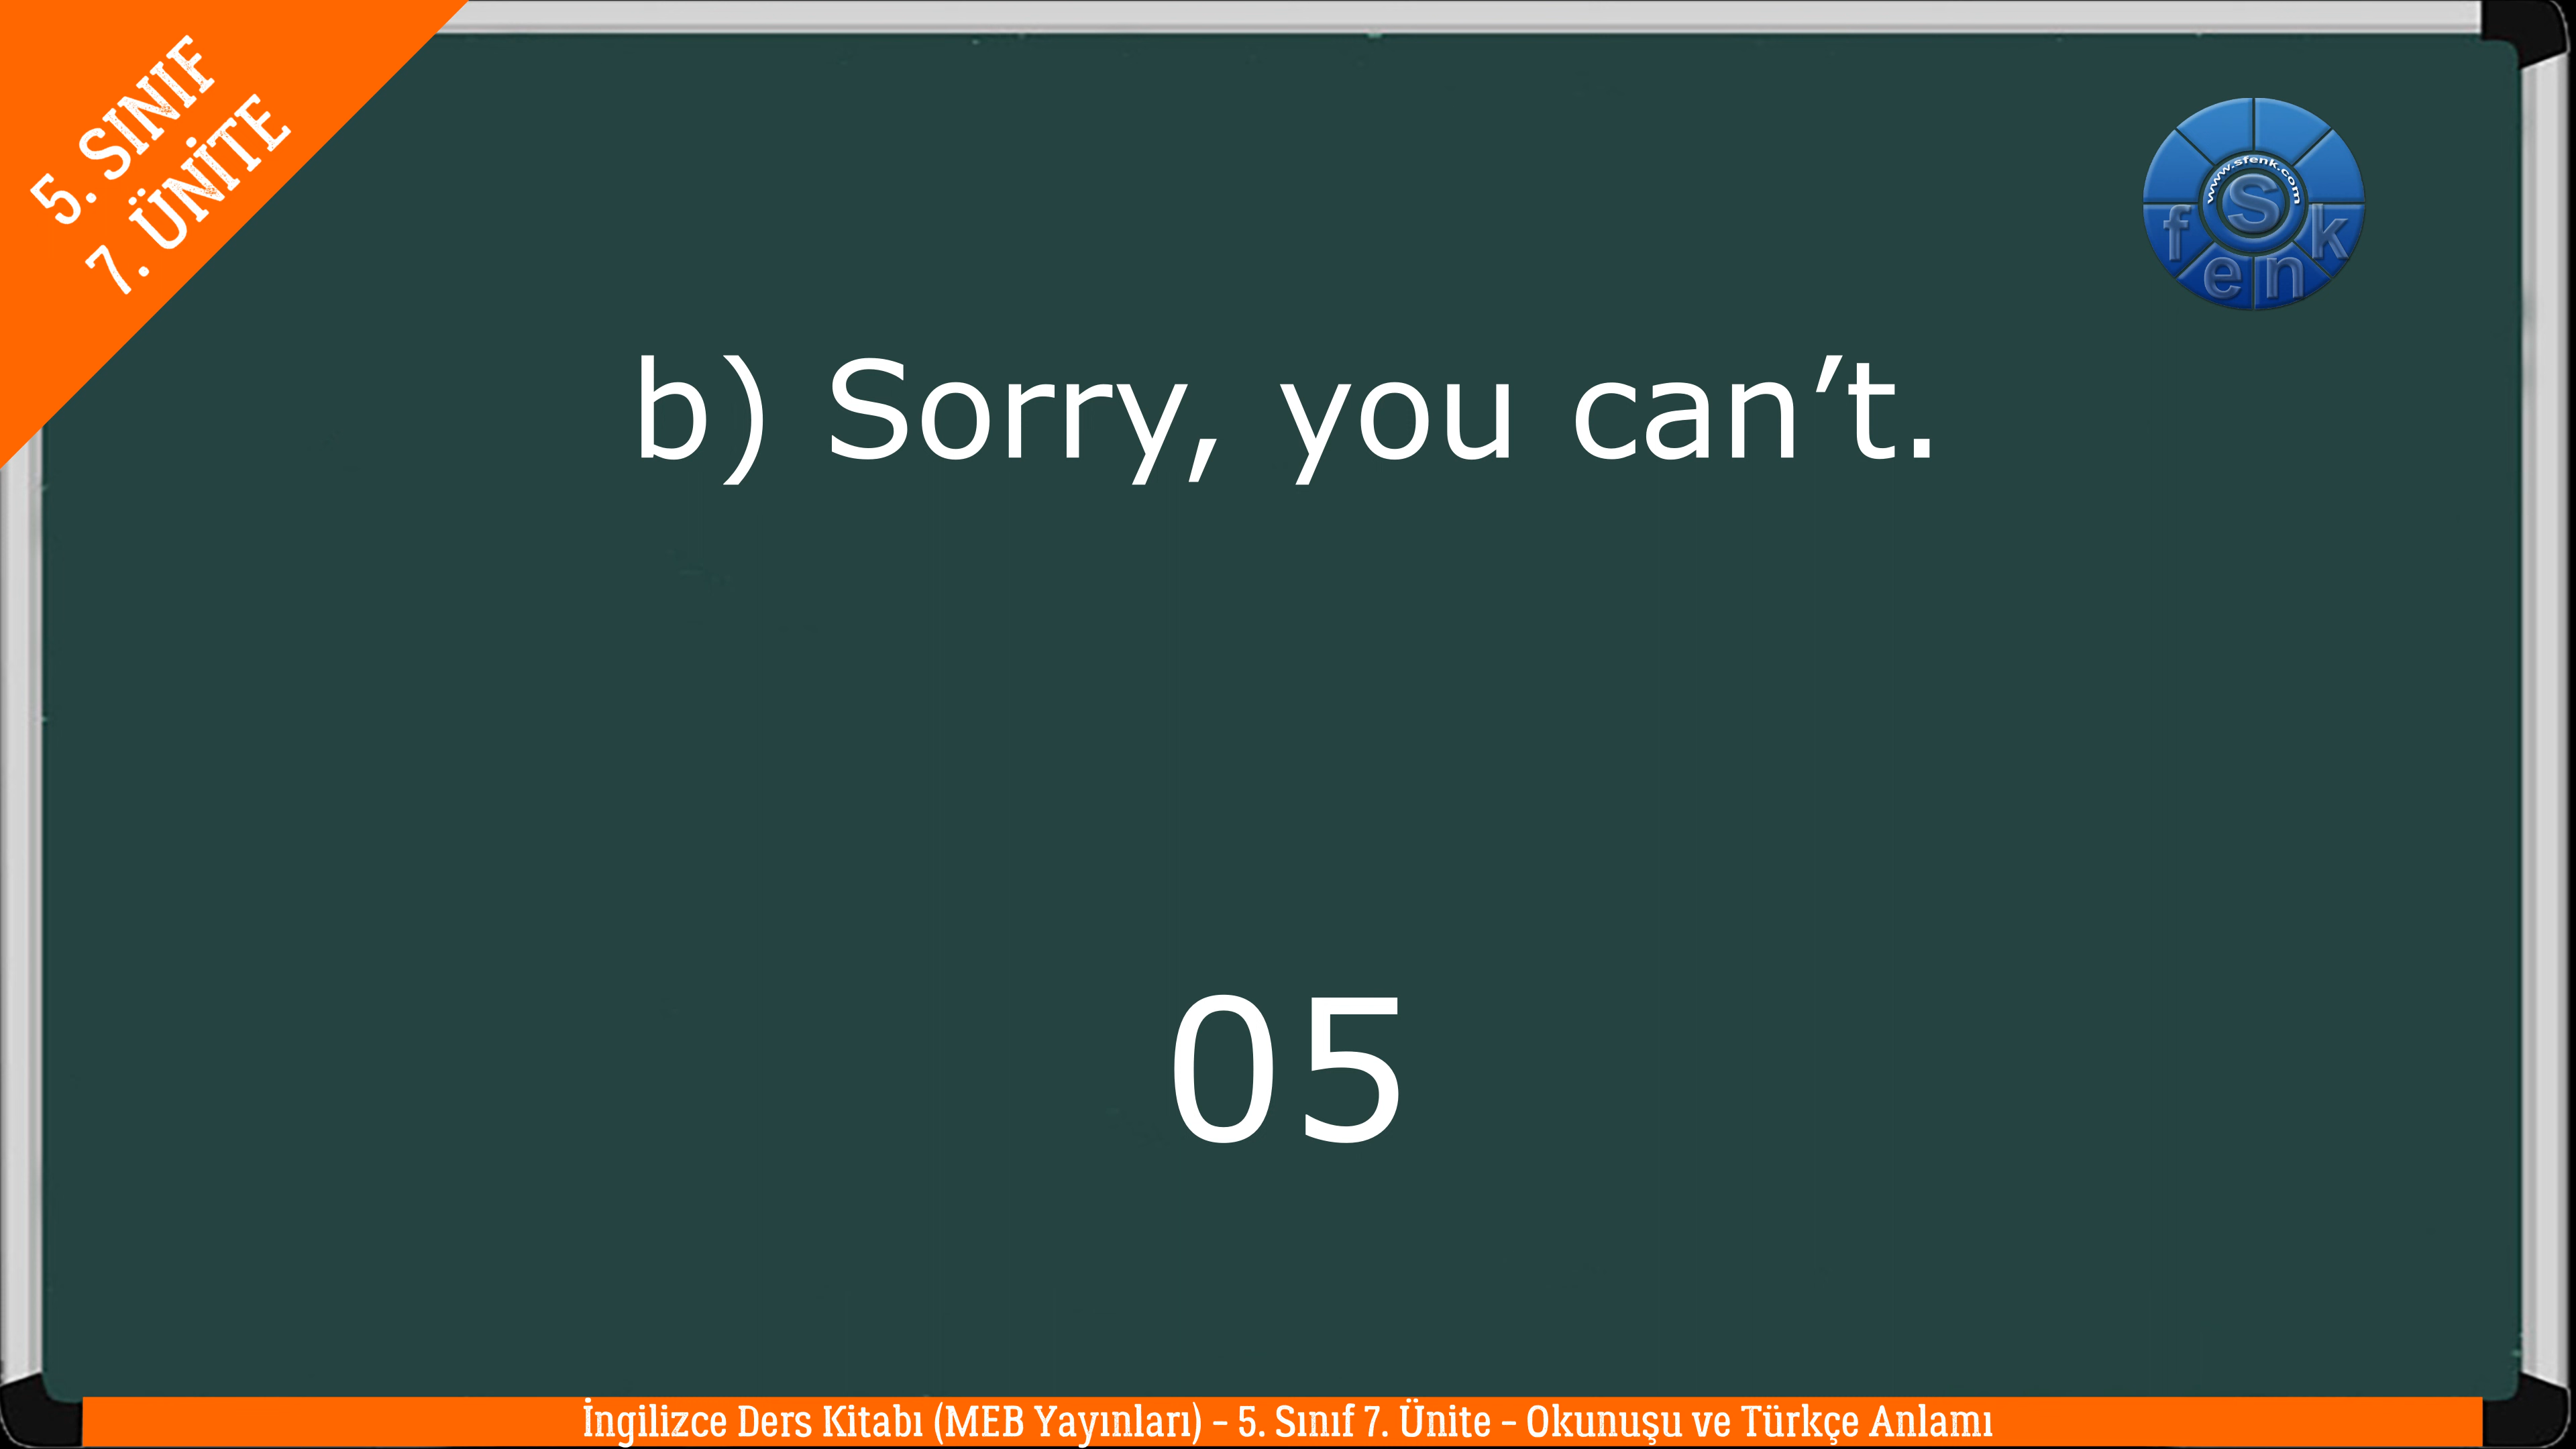 5. SINIF
7. ÜNİTE
www.sfenk.com
S
f e n k
b) Sorry, you can’t.
05
İngilizce Ders Kitabı (MEB Yayınları) – 5. Sınıf 7. Ünite – Okunuşu ve Türkçe Anlamı